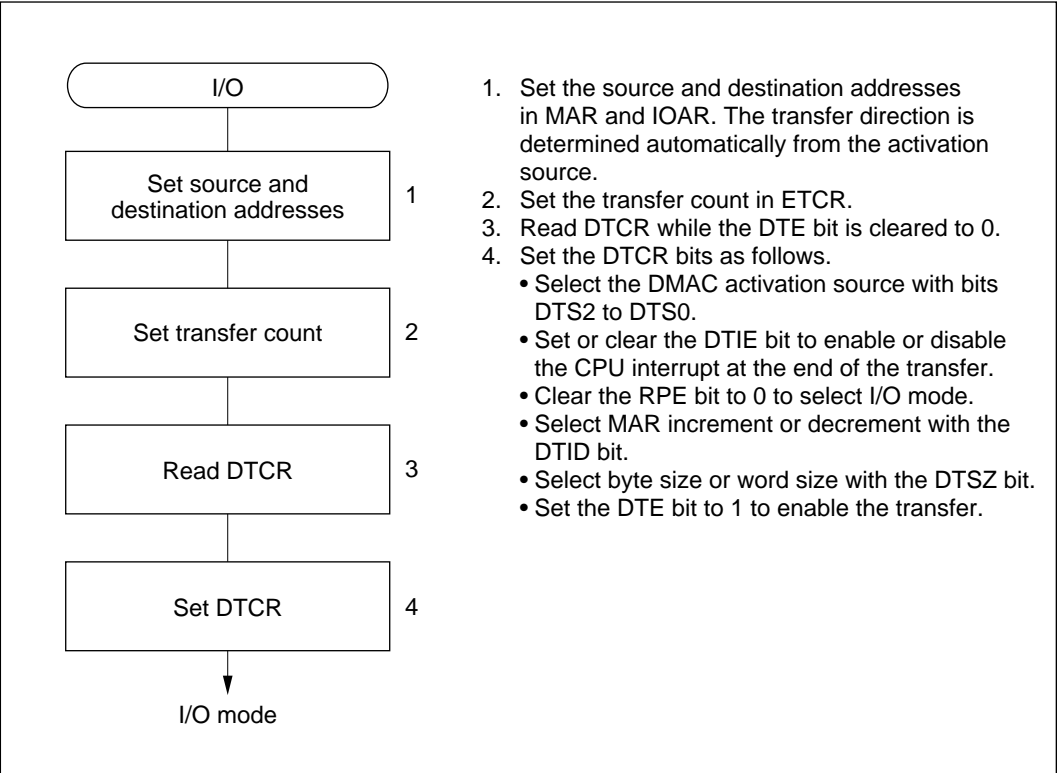 I/O
Set source and
destination addresses
1
Set transfer count
2
Read DTCR
3
Set DTCR
4
I/O mode
1. Set the source and destination addresses
in MAR and IOAR. The transfer direction is
determined automatically from the activation
source.
2. Set the transfer count in ETCR.
3. Read DTCR while the DTE bit is cleared to 0.
4. Set the DTCR bits as follows.
• Select the DMAC activation source with bits
DTS2 to DTS0.
• Set or clear the DTIE bit to enable or disable
the CPU interrupt at the end of the transfer.
• Clear the RPE bit to 0 to select I/O mode.
• Select MAR increment or decrement with the
DTID bit.
• Select byte size or word size with the DTSZ bit.
• Set the DTE bit to 1 to enable the transfer.